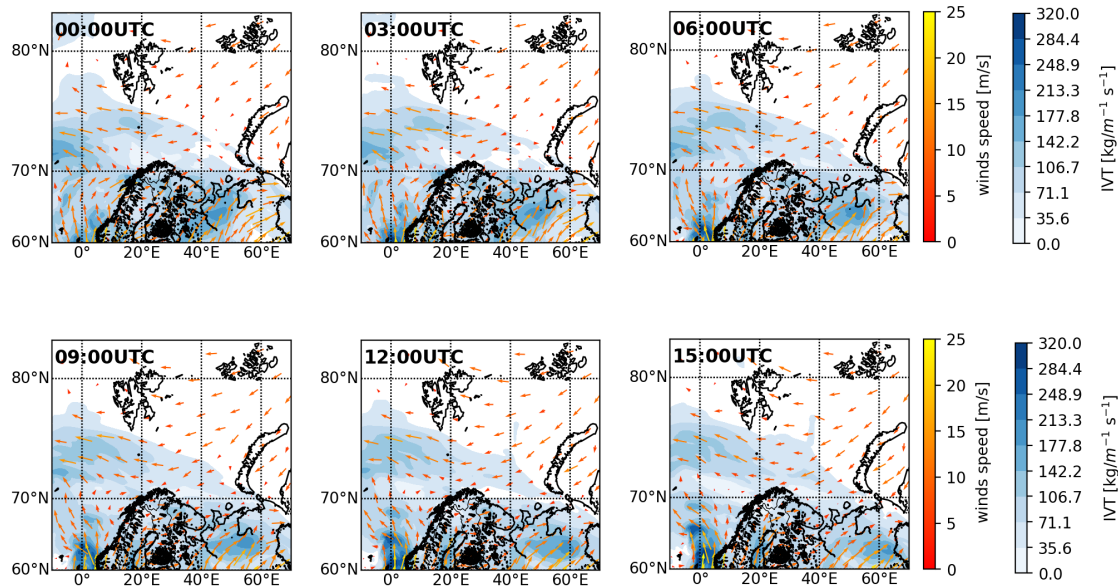 00:00UTC
03:00UTC
06:00UTC
80°N
70°N
60°N
0°
20°E
40°E
60°E
80°N
70°N
60°N
0°
20°E
40°E
60°E
80°N
70°N
60°N
0°
20°E
40°E
60°E
25
20
15
10
5
0
winds speed [m/s]
320.0
284.4
248.9
213.3
177.8
142.2
106.7
71.1
35.6
0.0
IVT [kg/m⁻¹ s⁻¹]
09:00UTC
12:00UTC
15:00UTC
80°N
70°N
60°N
0°
20°E
40°E
60°E
80°N
70°N
60°N
0°
20°E
40°E
60°E
80°N
70°N
60°N
0°
20°E
40°E
60°E
25
20
15
10
5
0
winds speed [m/s]
320.0
284.4
248.9
213.3
177.8
142.2
106.7
71.1
35.6
0.0
IVT [kg/m⁻¹ s⁻¹]